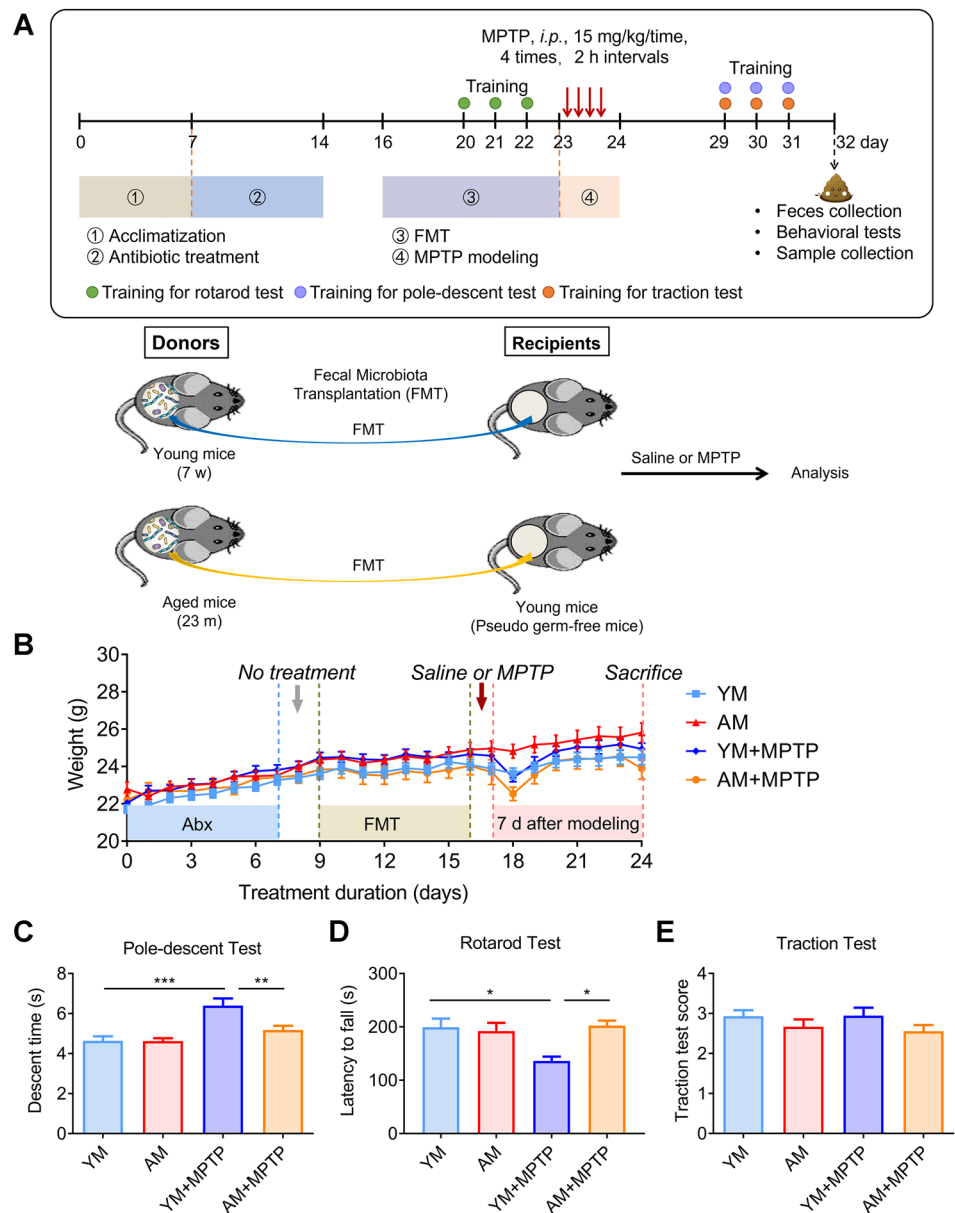 A
MPTP, i.p., 15 mg/kg/time,
4 times, 2 h intervals
Training
Training
0 7 14 16 20 21 22 23 24 29 30 31 32 day
① ② ③ ④
① Acclimatization
② Antibiotic treatment
③ FMT
④ MPTP modeling
• Feces collection
• Behavioral tests
• Sample collection
Training for rotarod test Training for pole-descent test Training for traction test
Donors
Recipients
Fecal Microbiota
Transplantation (FMT)
FMT
Young mice
(7 w)
Saline or MPTP
Analysis
FMT
Aged mice
(23 m)
Young mice
(Pseudo germ-free mice)
B
30
28
26
24
22
20
Weight (g)
No treatment
Saline or MPTP
Sacrifice
Abx
FMT
7 d after modeling
0 3 6 9 12 15 18 21 24
Treatment duration (days)
YM
AM
YM+MPTP
AM+MPTP
C
Pole-descent Test
Descent time (s)
8
6
4
2
0
***
**
YM
AM
YM+MPTP
AM+MPTP
D
Rotarod Test
Latency to fall (s)
300
200
100
0
*
*
YM
AM
YM+MPTP
AM+MPTP
E
Traction Test
Traction test score
4
3
2
1
0
YM
AM
YM+MPTP
AM+MPTP